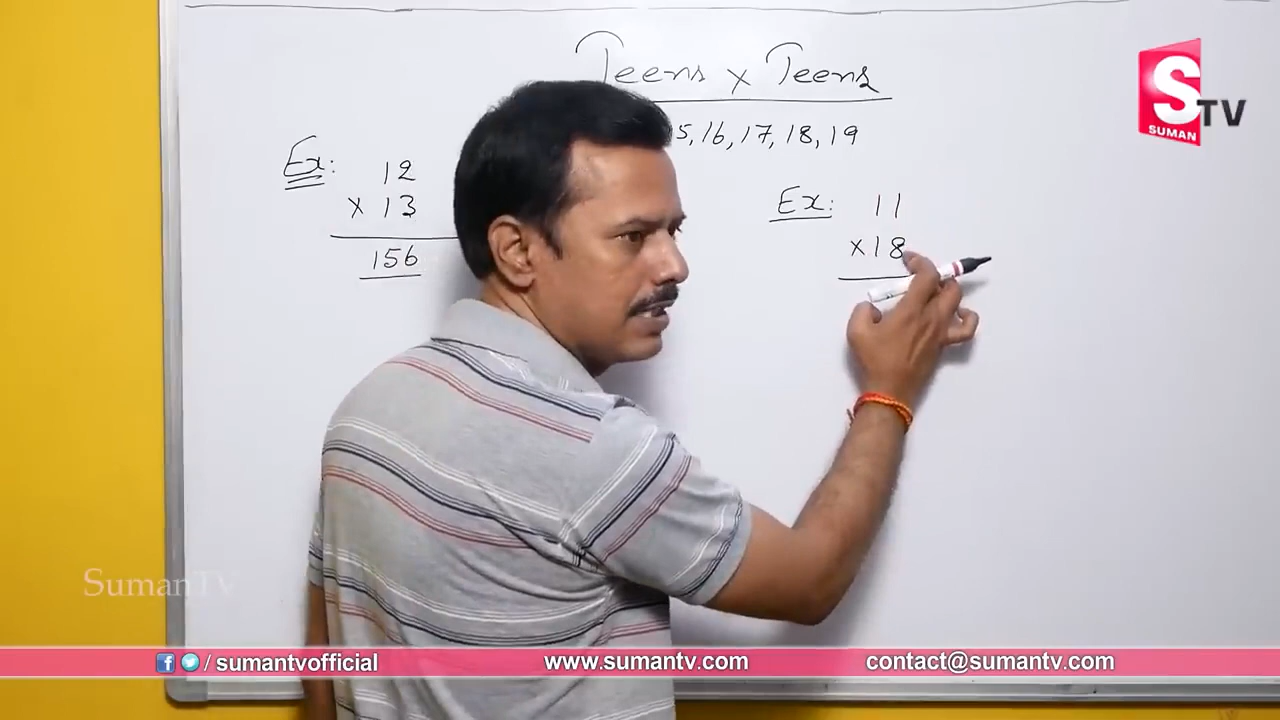 Teens x Teens
5, 16, 17, 18, 19
Ex:
12
x 13
156
Ex:
11
x 18
S TV
SUMAN
SumanTV
/sumantvofficial
www.sumantv.com
contact@sumantv.com